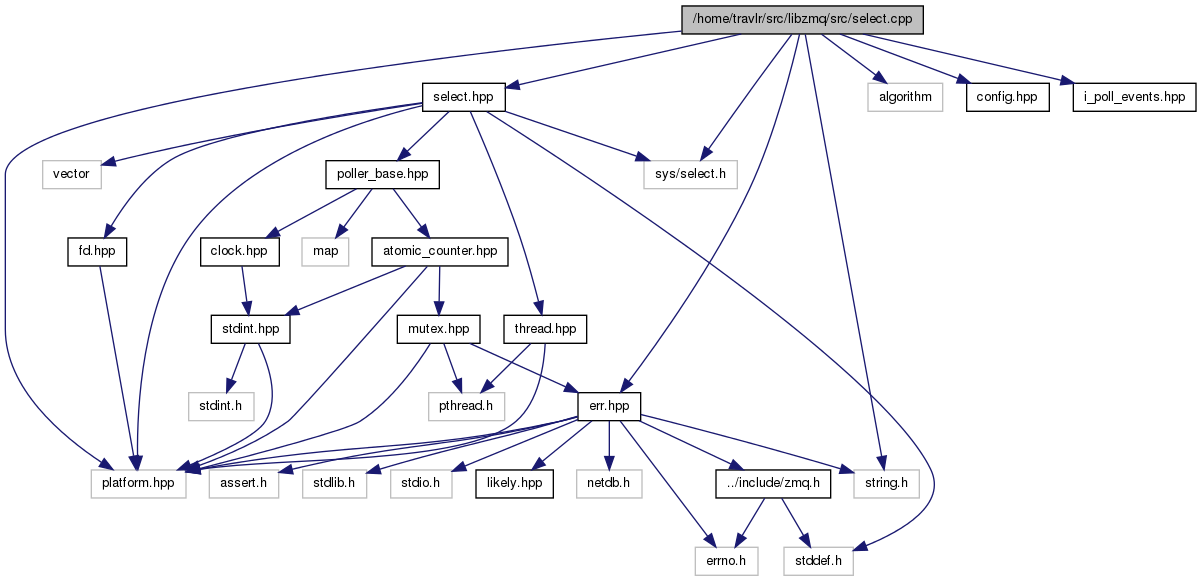 /home/travlr/src/libzmq/src/select.cpp
select.hpp
algorithm
config.hpp
i_poll_events.hpp
vector
poller_base.hpp
sys/select.h
fd.hpp
clock.hpp
map
atomic_counter.hpp
stdint.hpp
mutex.hpp
thread.hpp
stdint.h
pthread.h
err.hpp
platform.hpp
assert.h
stdlib.h
stdio.h
likely.hpp
netdb.h
../include/zmq.h
string.h
errno.h
stddef.h